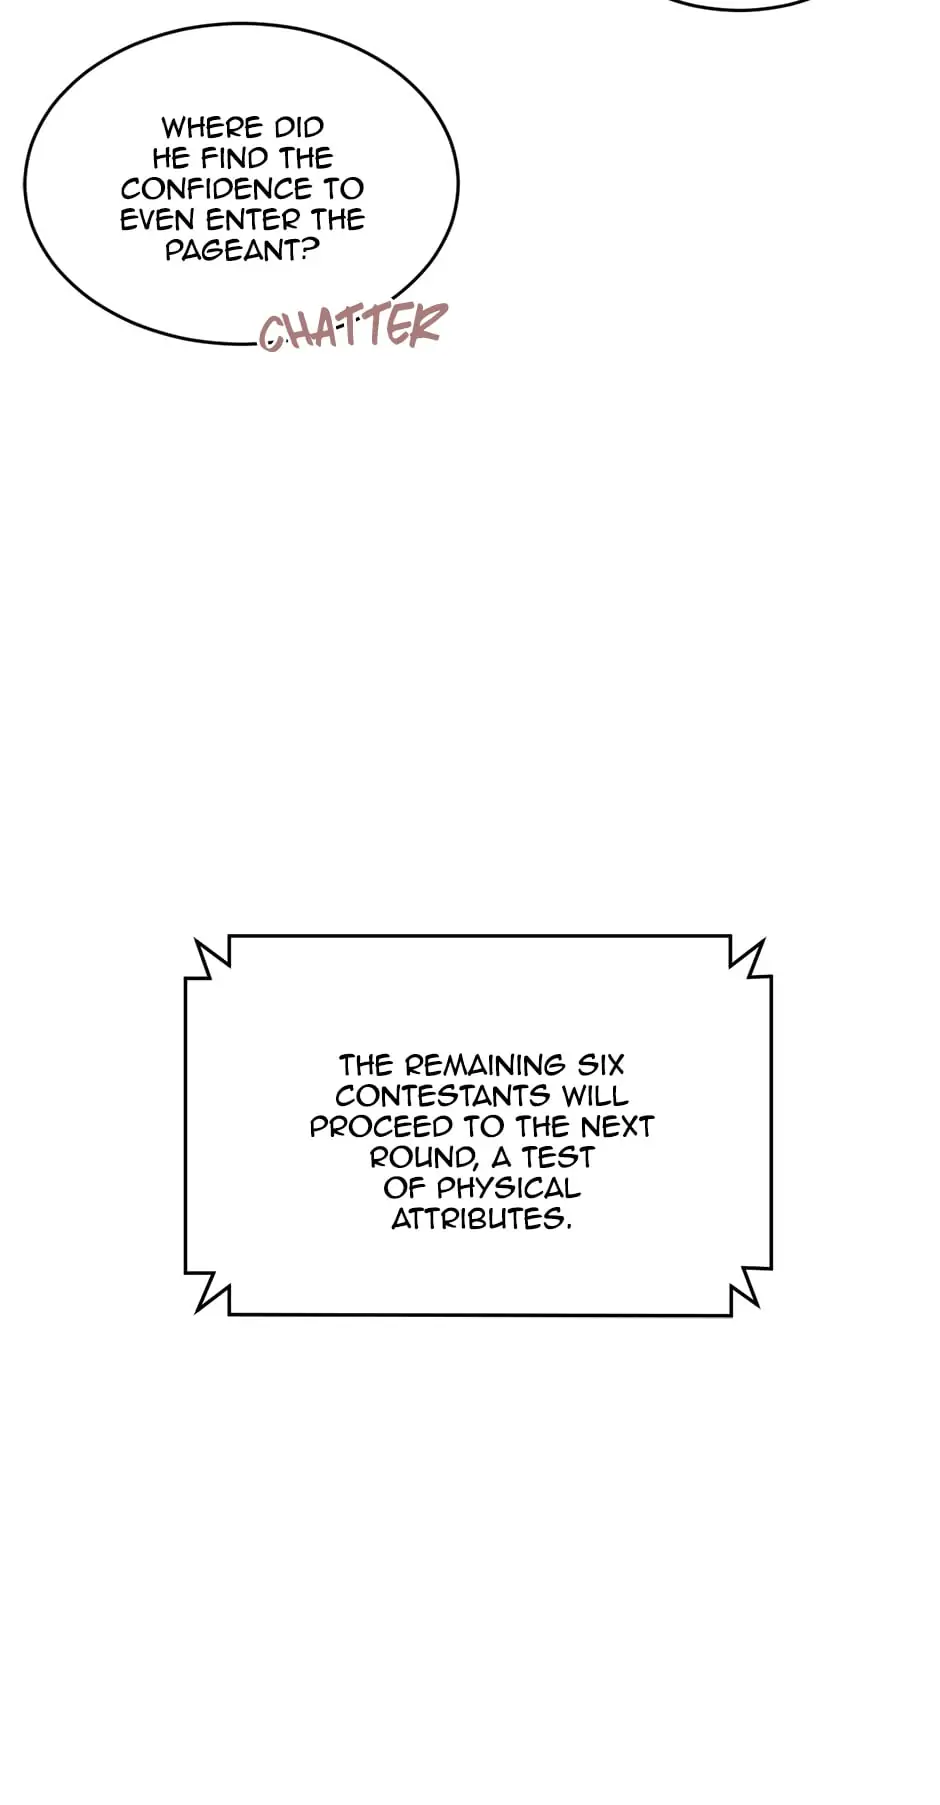 WHERE DID
HE FIND THE
CONFIDENCE TO
EVEN ENTER THE
PAGEANT?
CHATTER
THE REMAINING SIX
CONTESTANTS WILL
PROCEED TO THE NEXT
ROUND, A TEST
OF PHYSICAL
ATTRIBUTES.